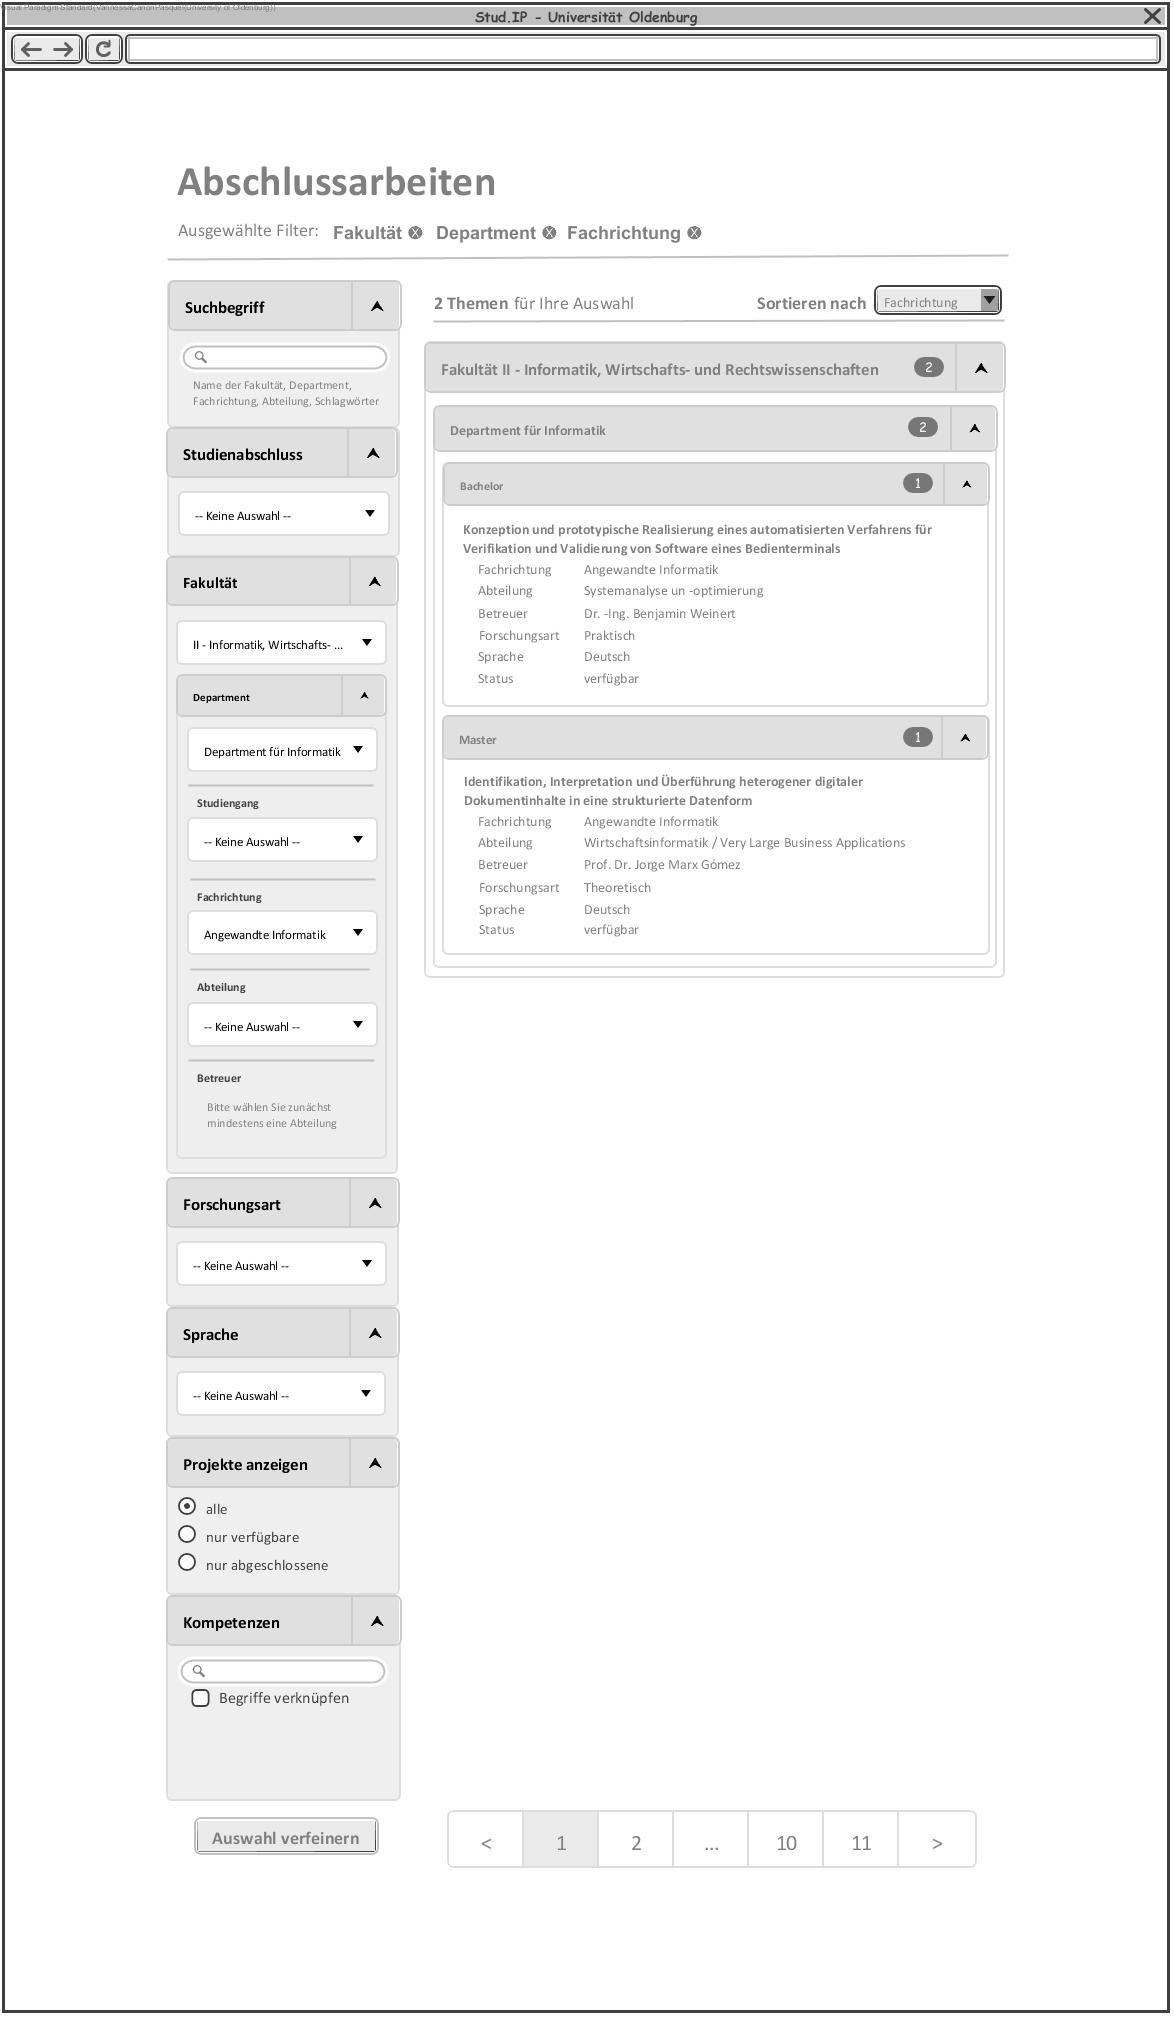 Visual Paradigm Standard(VanessaCanonPasquel(University of Oldenburg))
Stud.IP - Universität Oldenburg
Abschlussarbeiten
Ausgewählte Filter: Fakultät X Department X Fachrichtung X
Suchbegriff
Name der Fakultät, Department,
Fachrichtung, Abteilung, Schlagwörter
Studienabschluss
-- Keine Auswahl --
Fakultät
II - Informatik, Wirtschafts- ...
Department
Department für Informatik
Studiengang
-- Keine Auswahl --
Fachrichtung
Angewandte Informatik
Abteilung
-- Keine Auswahl --
Betreuer
Bitte wählen Sie zunächst
mindestens eine Abteilung
Forschungsart
-- Keine Auswahl --
Sprache
-- Keine Auswahl --
Projekte anzeigen
alle
nur verfügbare
nur abgeschlossene
Kompetenzen
Begriffe verknüpfen
Auswahl verfeinern
2 Themen für Ihre Auswahl
Sortieren nach Fachrichtung
Fakultät II - Informatik, Wirtschafts- und Rechtswissenschaften 2
Department für Informatik 2
Bachelor 1
Konzeption und prototypische Realisierung eines automatisierten Verfahrens für
Verifikation und Validierung von Software eines Bedienterminals
Fachrichtung Angewandte Informatik
Abteilung Systemanalyse un -optimierung
Betreuer Dr. -Ing. Benjamin Weinert
Forschungsart Praktisch
Sprache Deutsch
Status verfügbar
Master 1
Identifikation, Interpretation und Überführung heterogener digitaler
Dokumentinhalte in eine strukturierte Datenform
Fachrichtung Angewandte Informatik
Abteilung Wirtschaftsinformatik / Very Large Business Applications
Betreuer Prof. Dr. Jorge Marx Gómez
Forschungsart Theoretisch
Sprache Deutsch
Status verfügbar
< 1 2 ... 10 11 >